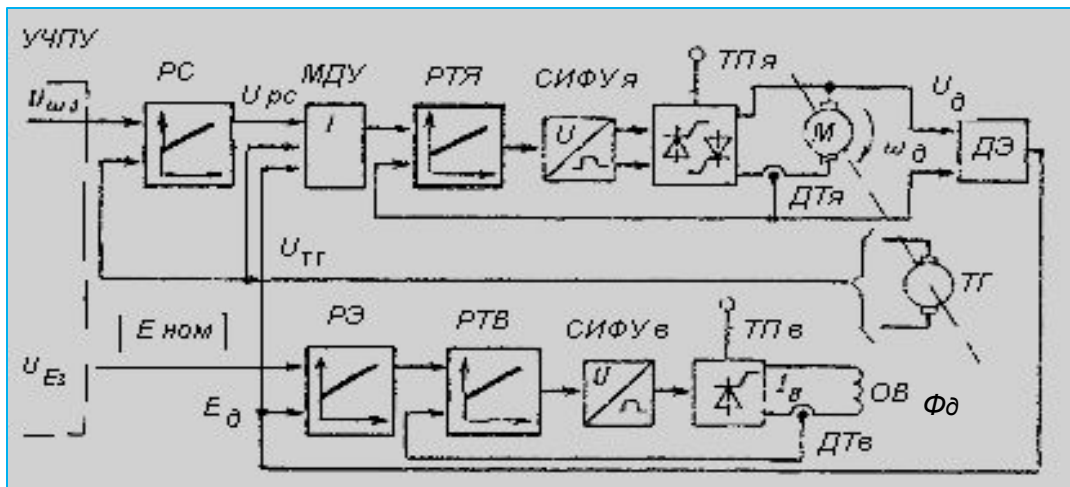 УЧПУ
РС
МДУ
РТЯ
СИФУ я
ТП я
U ω з
U рс
I
U
М
U д
ω д
ДЭ
ДТя
U тг
ТГ
| Е ном |
РЭ
РТВ
СИФУ в
ТП в
U Ез
Е д
U
I в
ОВ
Фд
ДТв